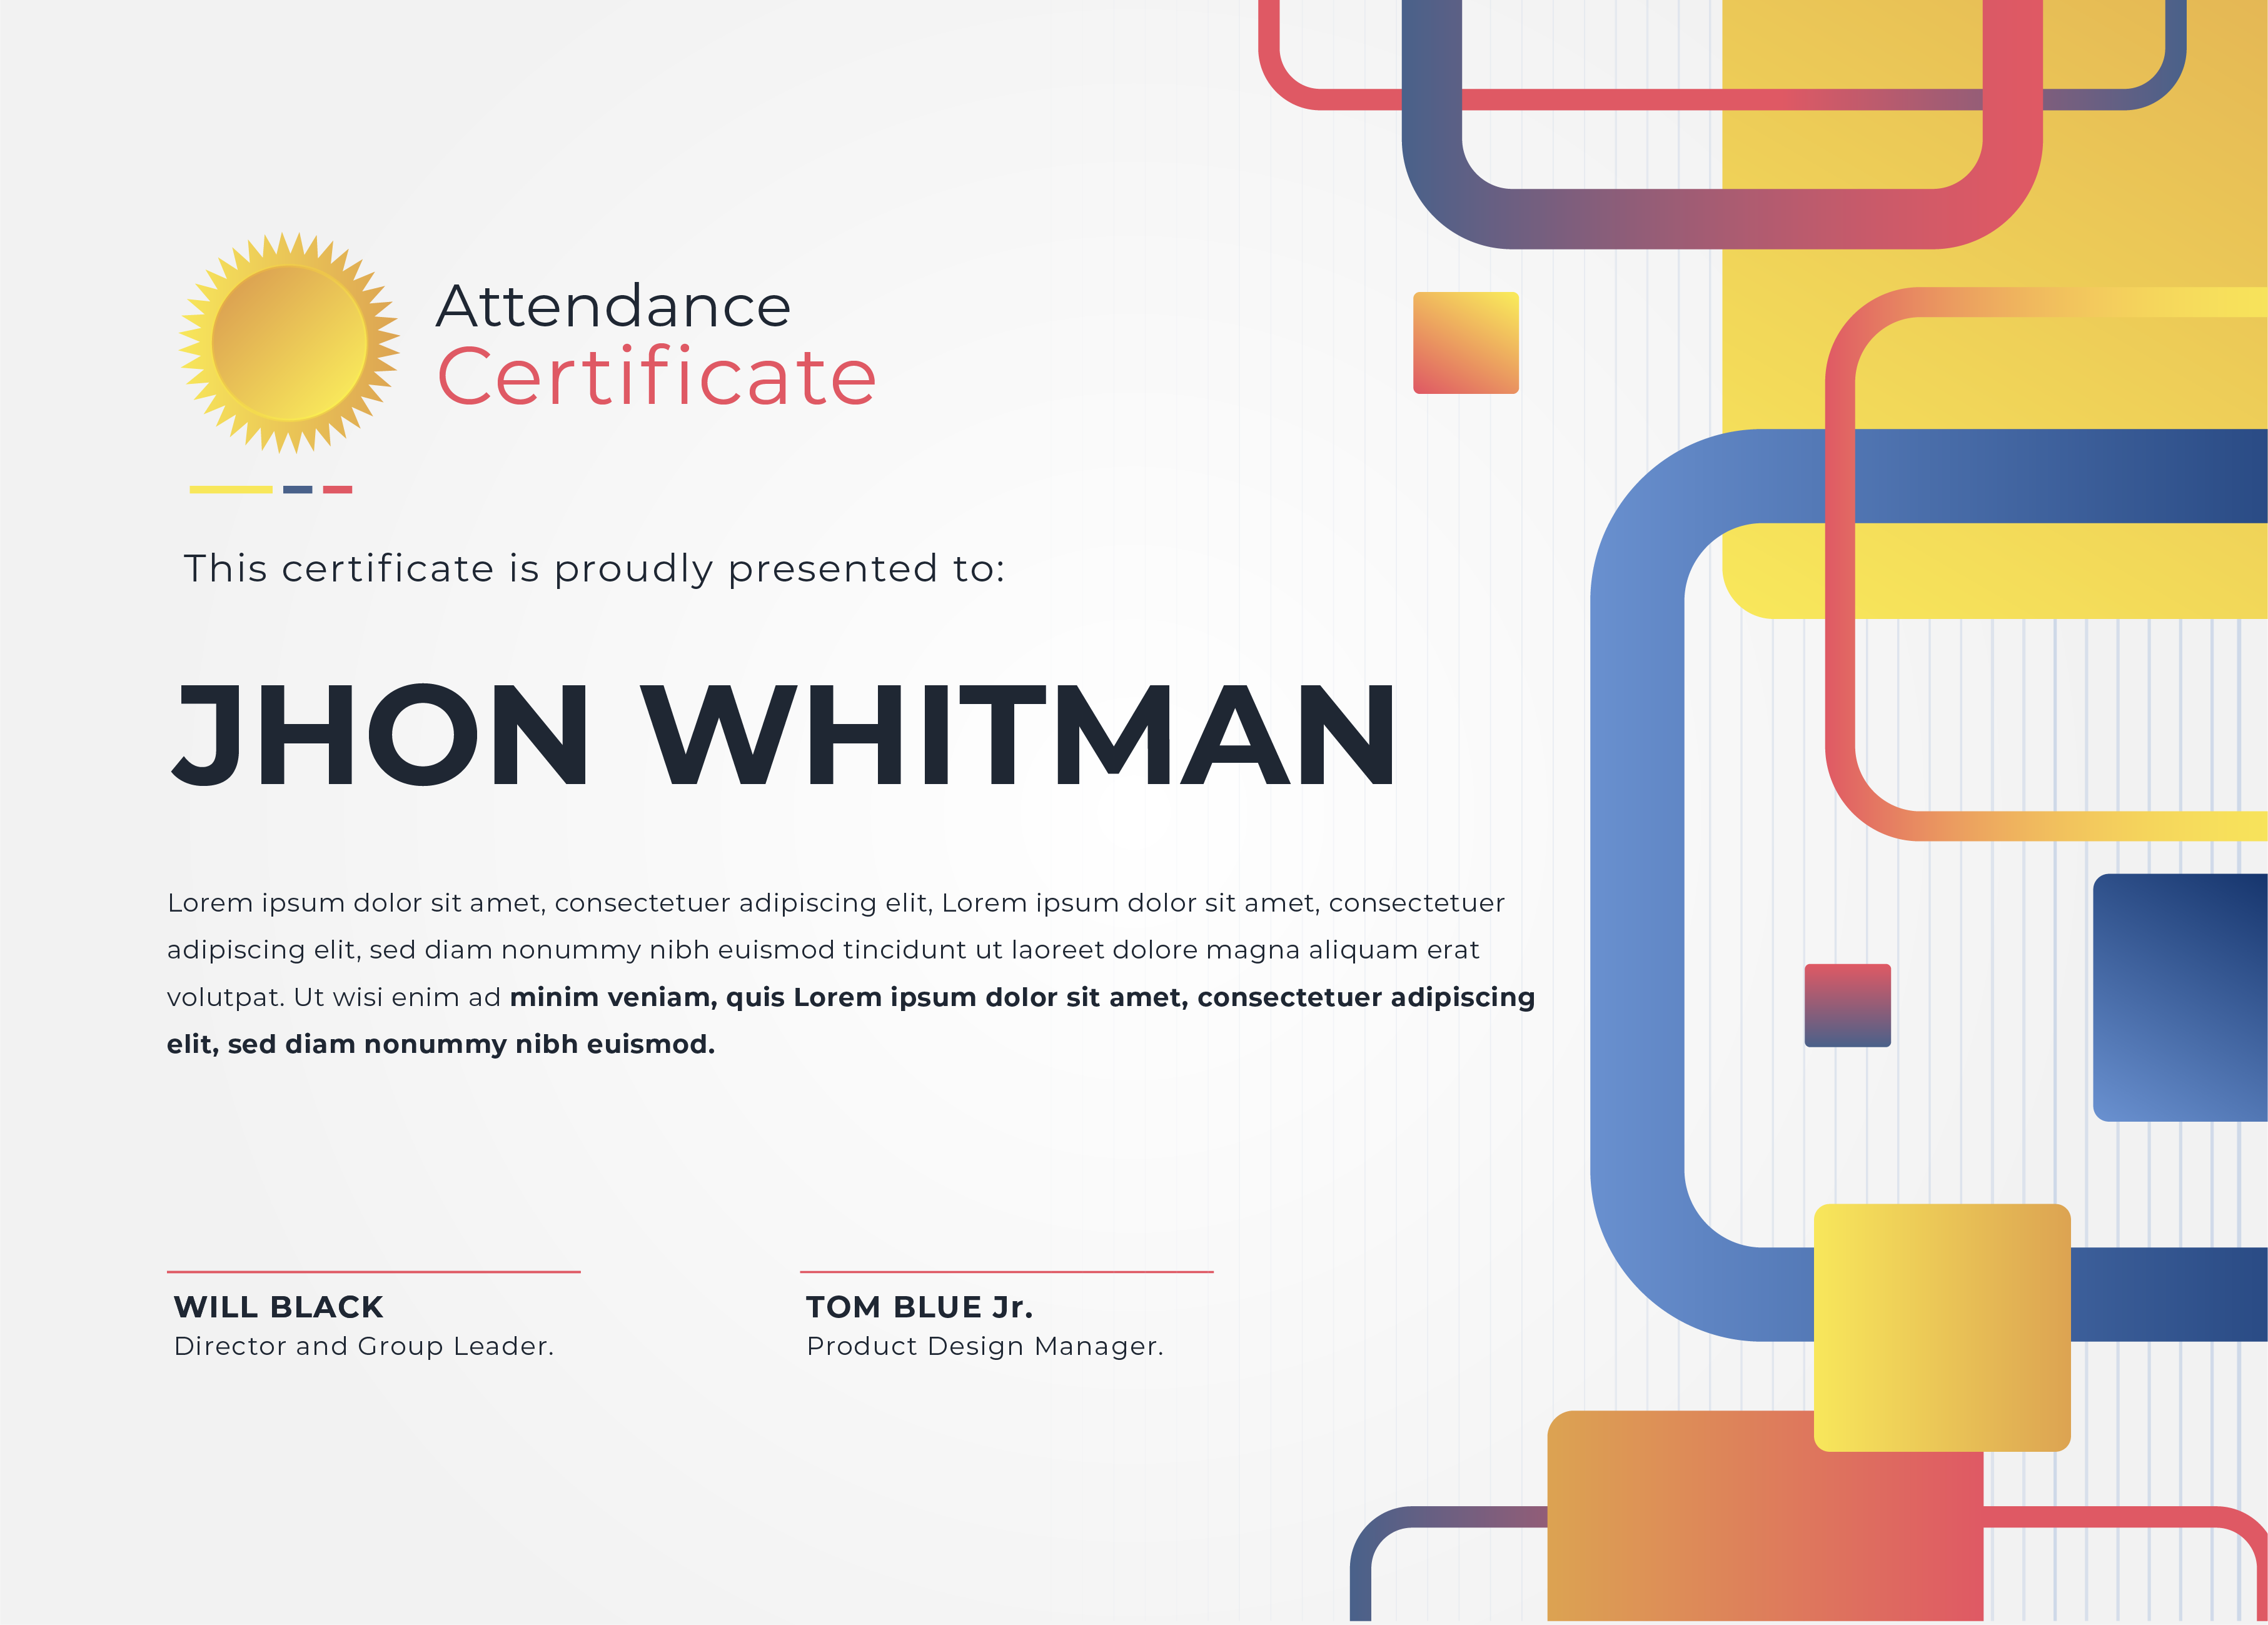 Attendance
Certificate
This certificate is proudly presented to:
JHON WHITMAN
Lorem ipsum dolor sit amet, consectetuer adipiscing elit, Lorem ipsum dolor sit amet, consectetuer
adipiscing elit, sed diam nonummy nibh euismod tincidunt ut laoreet dolore magna aliquam erat
volutpat. Ut wisi enim ad minim veniam, quis Lorem ipsum dolor sit amet, consectetuer adipiscing
elit, sed diam nonummy nibh euismod.
WILL BLACK
Director and Group Leader.
TOM BLUE Jr.
Product Design Manager.